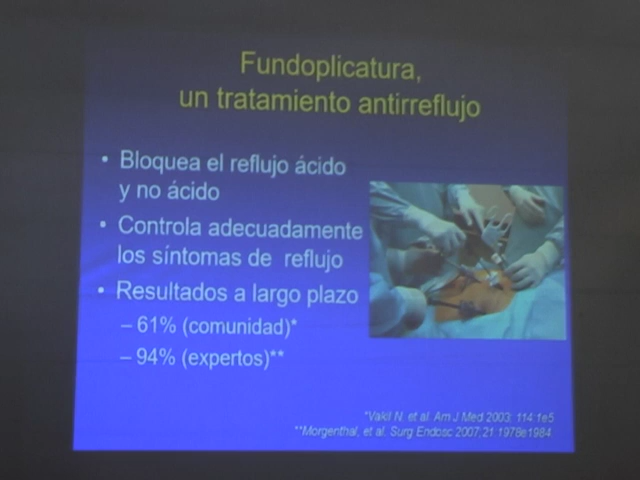 Fundoplicatura,
un tratamiento antirreflujo
• Bloquea el reflujo ácido
y no ácido
• Controla adecuadamente
los síntomas de reflujo
• Resultados a largo plazo
– 61% (comunidad)*
– 94% (expertos)**
*Vakil N, et al. Am J Med 2003; 114:1e5
**Morgenthal, et al. Surg Endosc 2007;21:1978e1984.